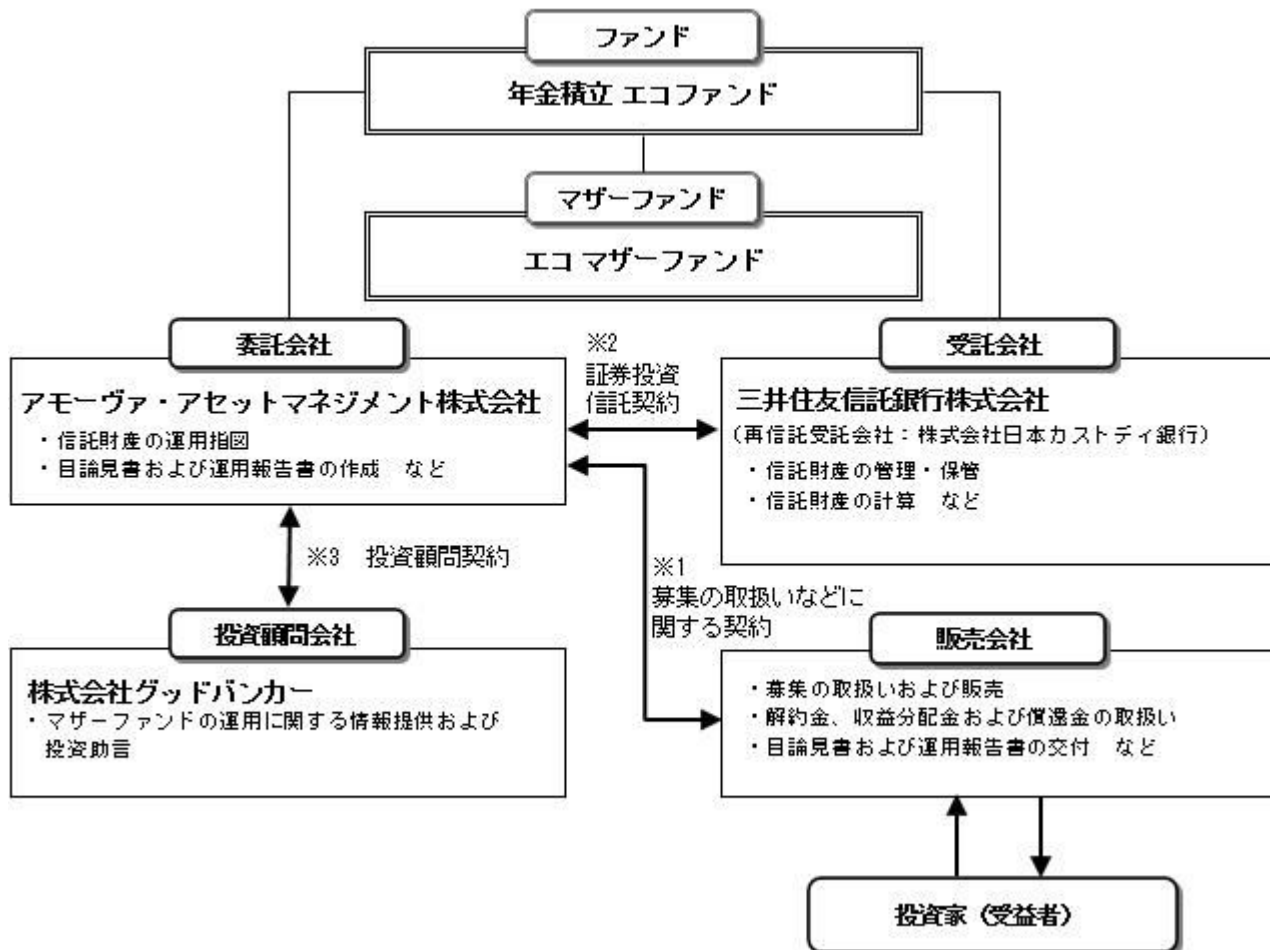 ファンド
年金積立 エコファンド
マザーファンド
エコ マザーファンド
委託会社
アモーヴァ・アセットマネジメント株式会社
・信託財産の運用指図
・目論見書および運用報告書の作成 など
※2
証券投資
信託契約
受託会社
三井住友信託銀行株式会社
(再信託受託会社:株式会社日本カストディ銀行)
・信託財産の管理・保管
・信託財産の計算 など
※3 投資顧問契約
※1
募集の取扱いなどに
関する契約
投資顧問会社
株式会社グッドバンカー
・マザーファンドの運用に関する情報提供および
投資助言
販売会社
・募集の取扱いおよび販売
・解約金、収益分配金および償還金の取扱い
・目論見書および運用報告書の交付 など
投資家(受益者)